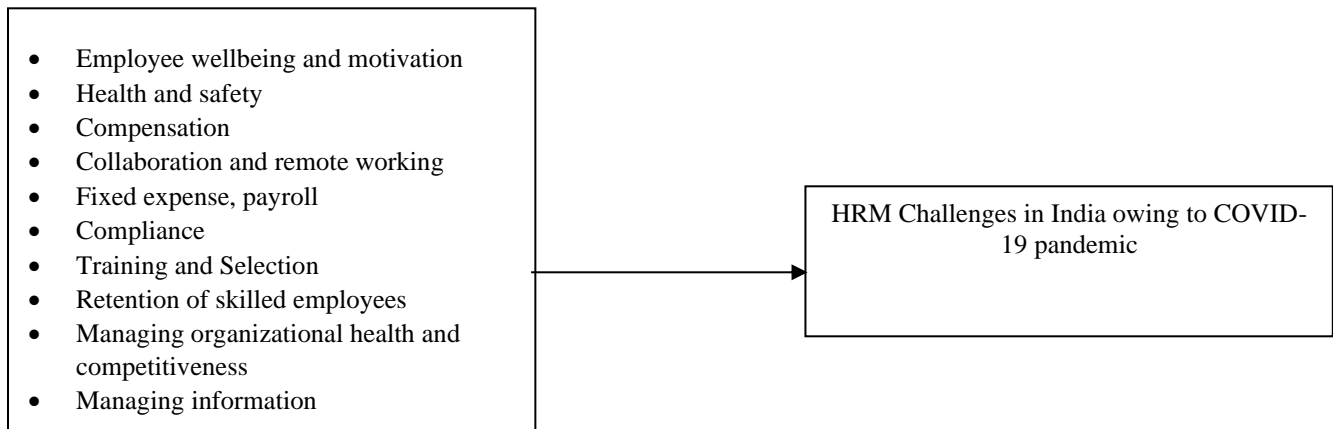 • Employee wellbeing and motivation
• Health and safety
• Compensation
• Collaboration and remote working
• Fixed expense, payroll
• Compliance
• Training and Selection
• Retention of skilled employees
• Managing organizational health and
competitiveness
• Managing information
HRM Challenges in India owing to COVID-
19 pandemic